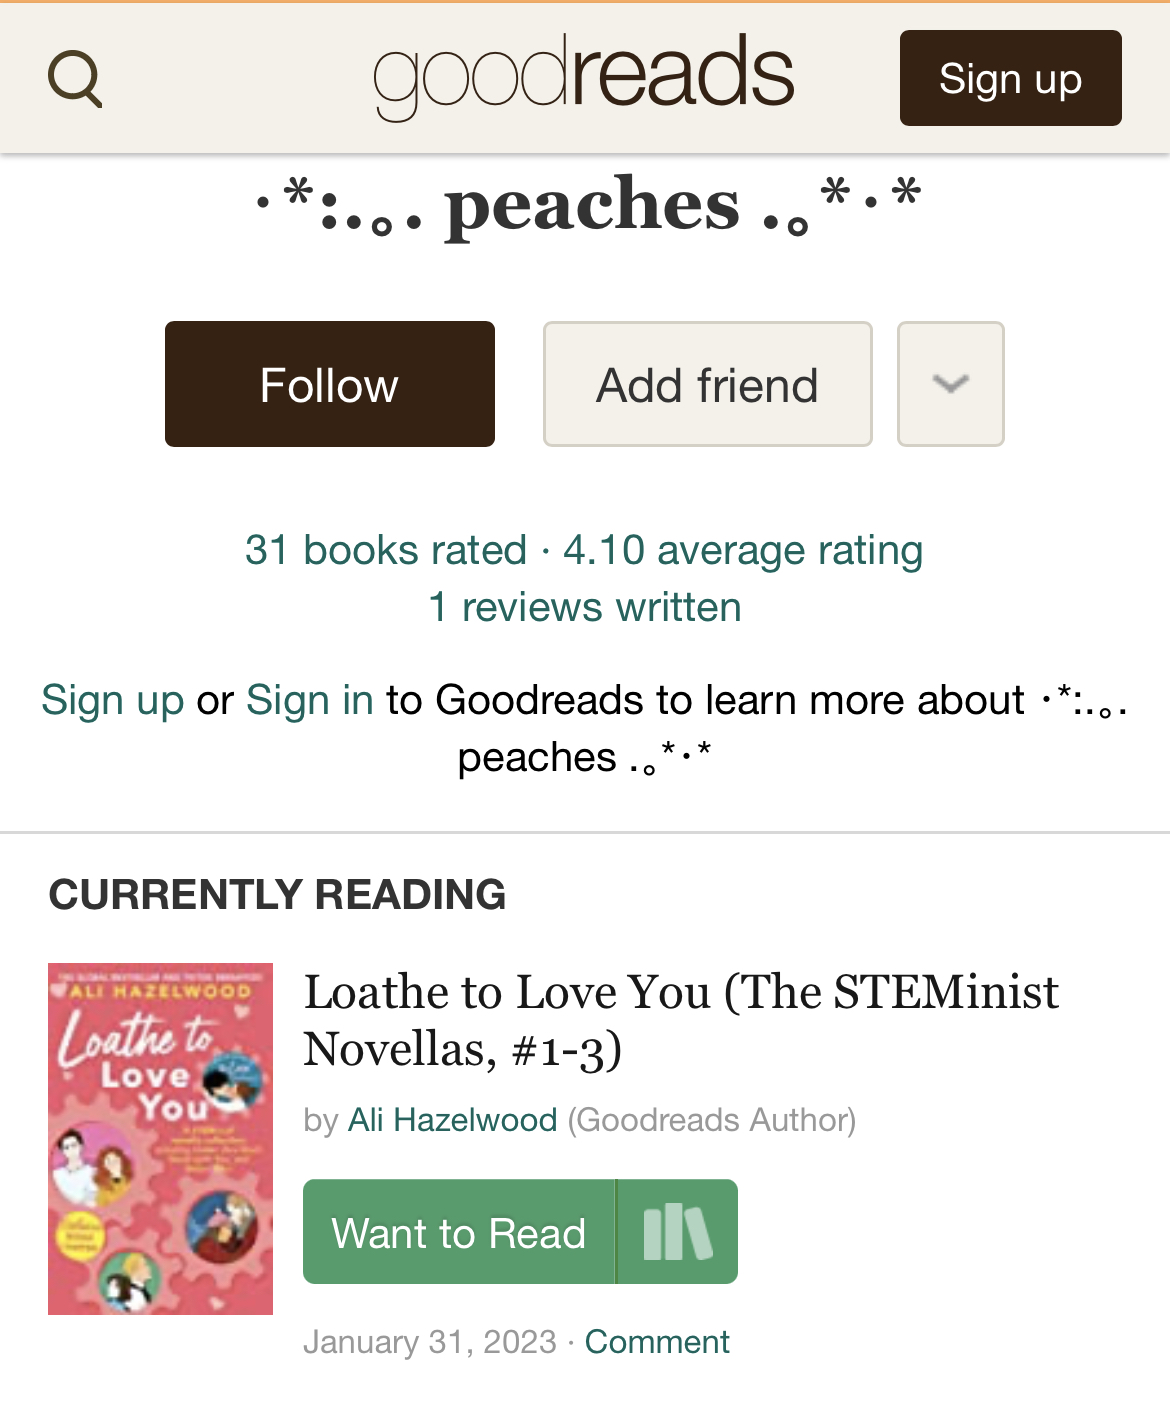 goodreads
Sign up
·*:.｡. peaches .｡*·*
Follow
Add friend
31 books rated · 4.10 average rating
1 reviews written
Sign up or Sign in to Goodreads to learn more about ·*:.｡.
peaches .｡*·*
CURRENTLY READING
ALI HAZELWOOD
Loathe to
Love
You
Loathe to Love You (The STEMinist
Novellas, #1-3)
by Ali Hazelwood (Goodreads Author)
Want to Read
January 31, 2023 · Comment